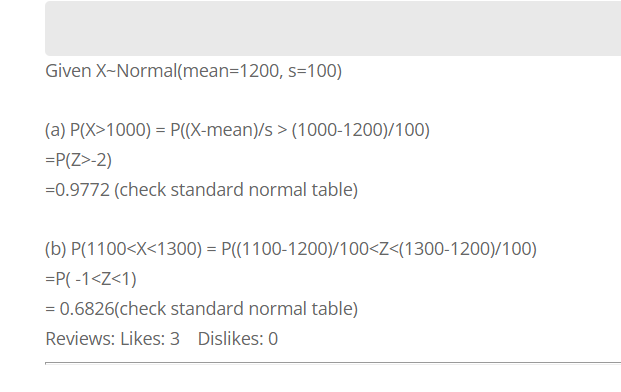 Given X~Normal(mean=1200, s=100)
(a) P(X>1000) = P((X-mean)/s > (1000-1200)/100)
=P(Z>-2)
=0.9772 (check standard normal table)
(b) P(1100<X<1300) = P((1100-1200)/100<Z<(1300-1200)/100)
=P( -1<Z<1)
= 0.6826(check standard normal table)
Reviews: Likes: 3 Dislikes: 0